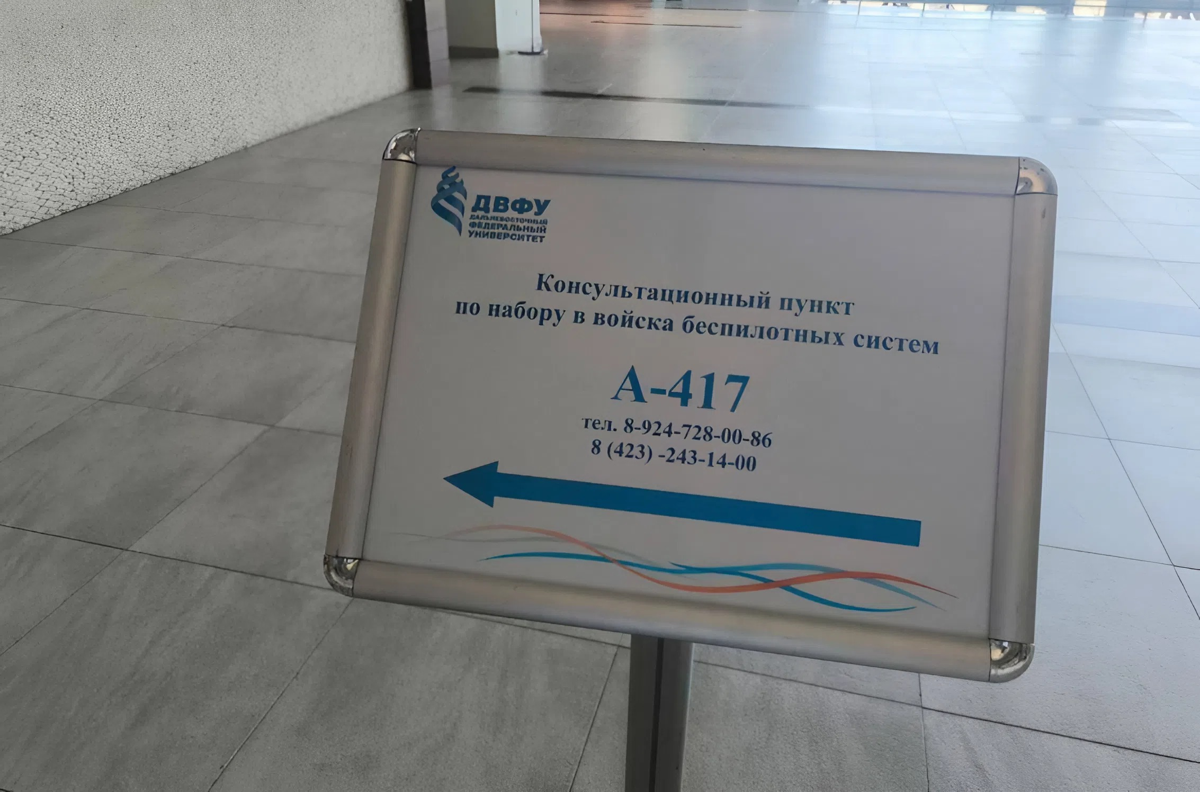 ДВФУ
ДАЛЬНЕВОСТОЧНЫЙ
ФЕДЕРАЛЬНЫЙ
УНИВЕРСИТЕТ
Консультационный пункт
по набору в войска беспилотных систем
А-417
тел. 8-924-728-00-86
8 (423) -243-14-00